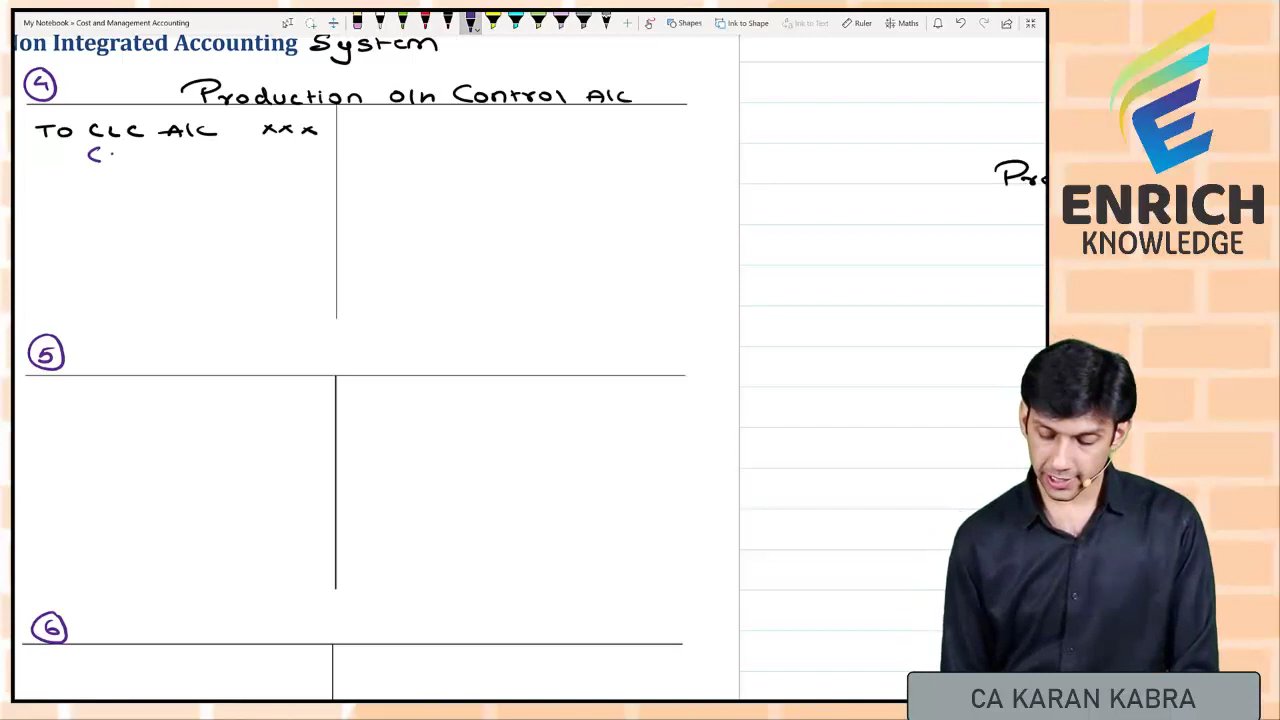 My Notebook » Cost and Management Accounting
Shapes
Ink to Shape
Ink to Text
Ruler
Maths
Non Integrated Accounting System
4
Production O/h Control A/c
To CLC A/C xxx
C
5
6
ENRICH
KNOWLEDGE
CA KARAN KABRA